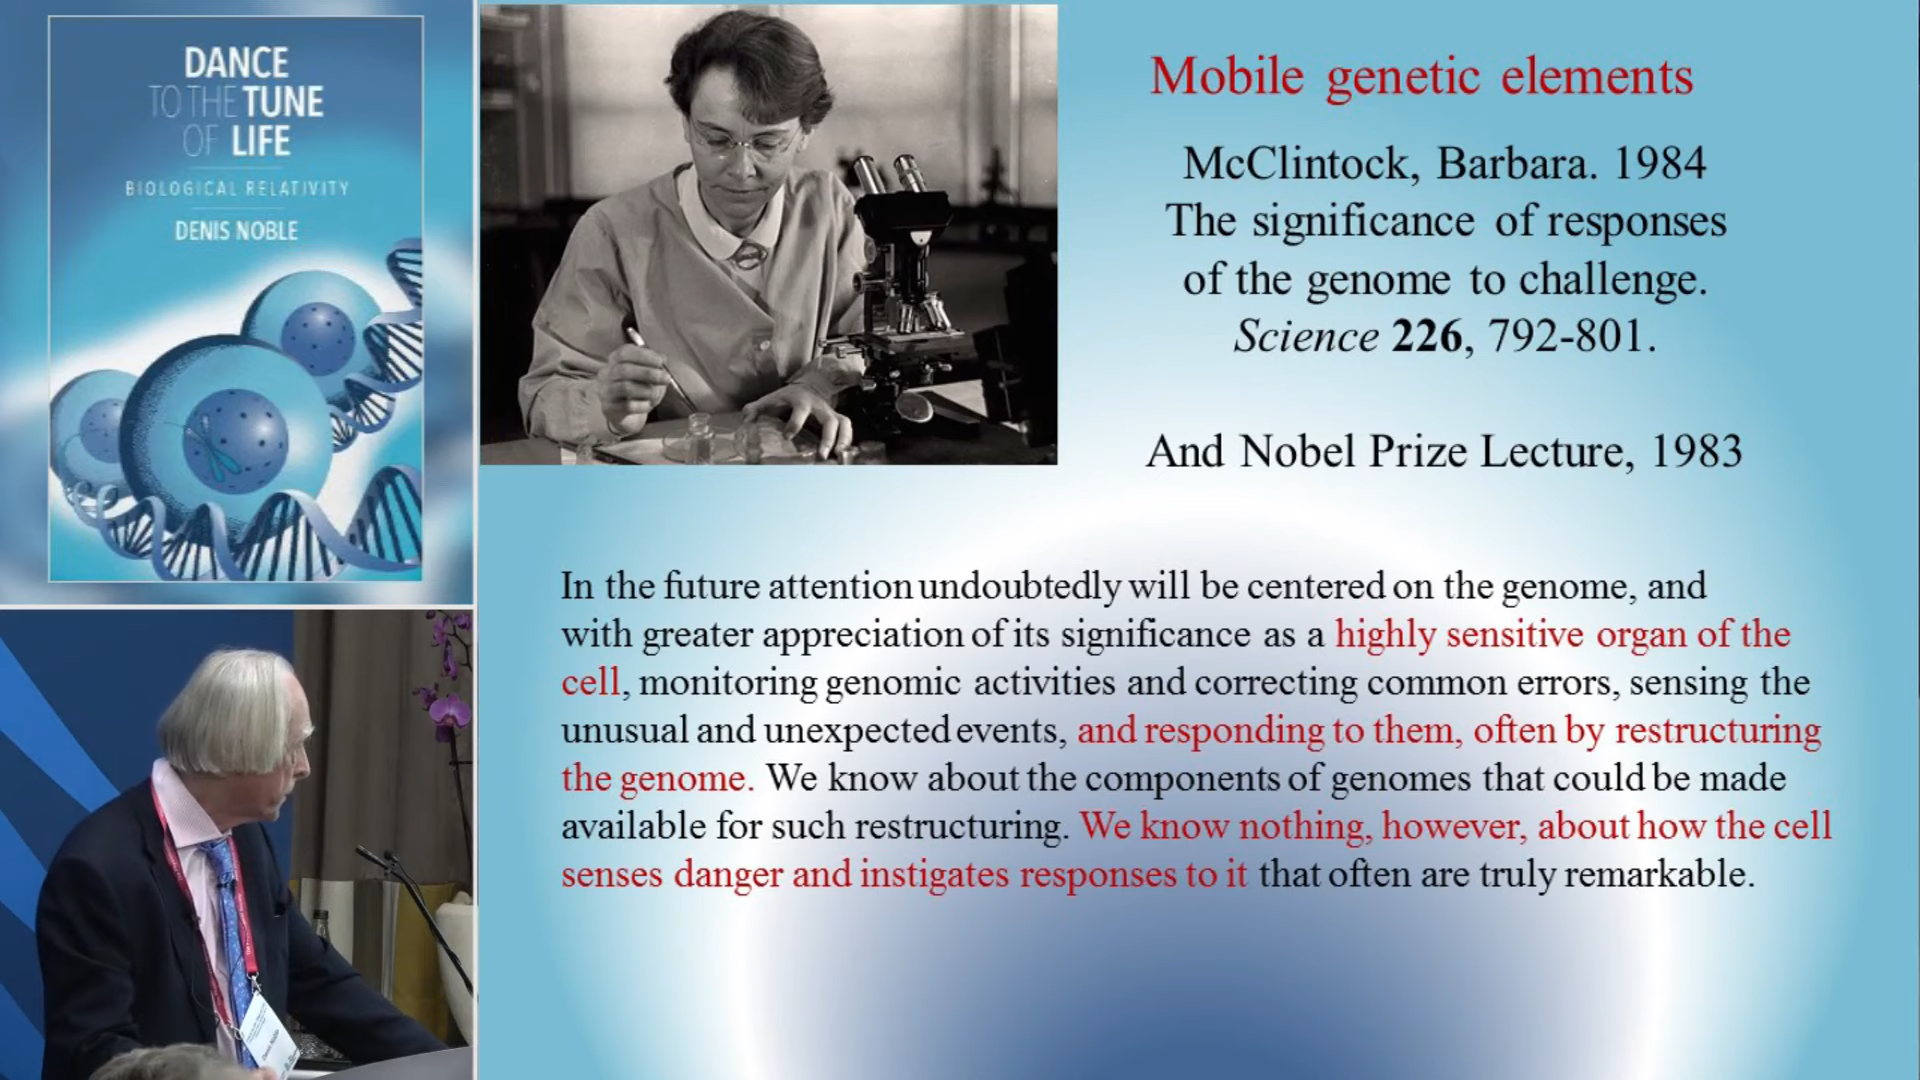 DANCE
TO THE TUNE
OF LIFE
BIOLOGICAL RELATIVITY
DENIS NOBLE
Mobile genetic elements
McClintock, Barbara. 1984
The significance of responses
of the genome to challenge.
Science 226, 792-801.
And Nobel Prize Lecture, 1983
In the future attention undoubtedly will be centered on the genome, and
with greater appreciation of its significance as a highly sensitive organ of the
cell, monitoring genomic activities and correcting common errors, sensing the
unusual and unexpected events, and responding to them, often by restructuring
the genome. We know about the components of genomes that could be made
available for such restructuring. We know nothing, however, about how the cell
senses danger and instigates responses to it that often are truly remarkable.
Denis Noble